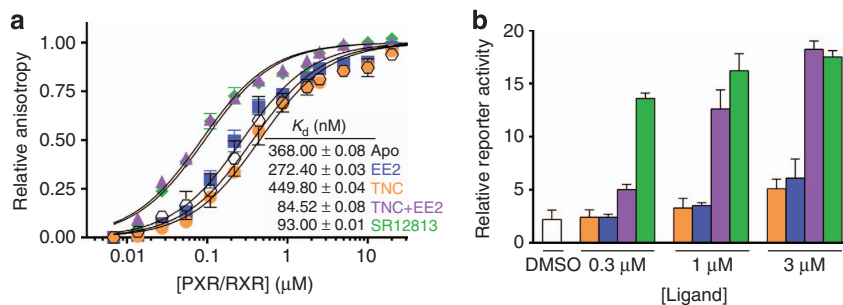 a
Relative anisotropy
1.00
0.75
0.50
0.25
0.00
Kd (nM)
368.00 ± 0.08 Apo
272.40 ± 0.03 EE2
449.80 ± 0.04 TNC
84.52 ± 0.08 TNC+EE2
93.00 ± 0.01 SR12813
0.01 0.1 1 10
[PXR/RXR] (µM)
b
Relative reporter activity
20
15
10
5
0
DMSO 0.3 µM 1 µM 3 µM
[Ligand]